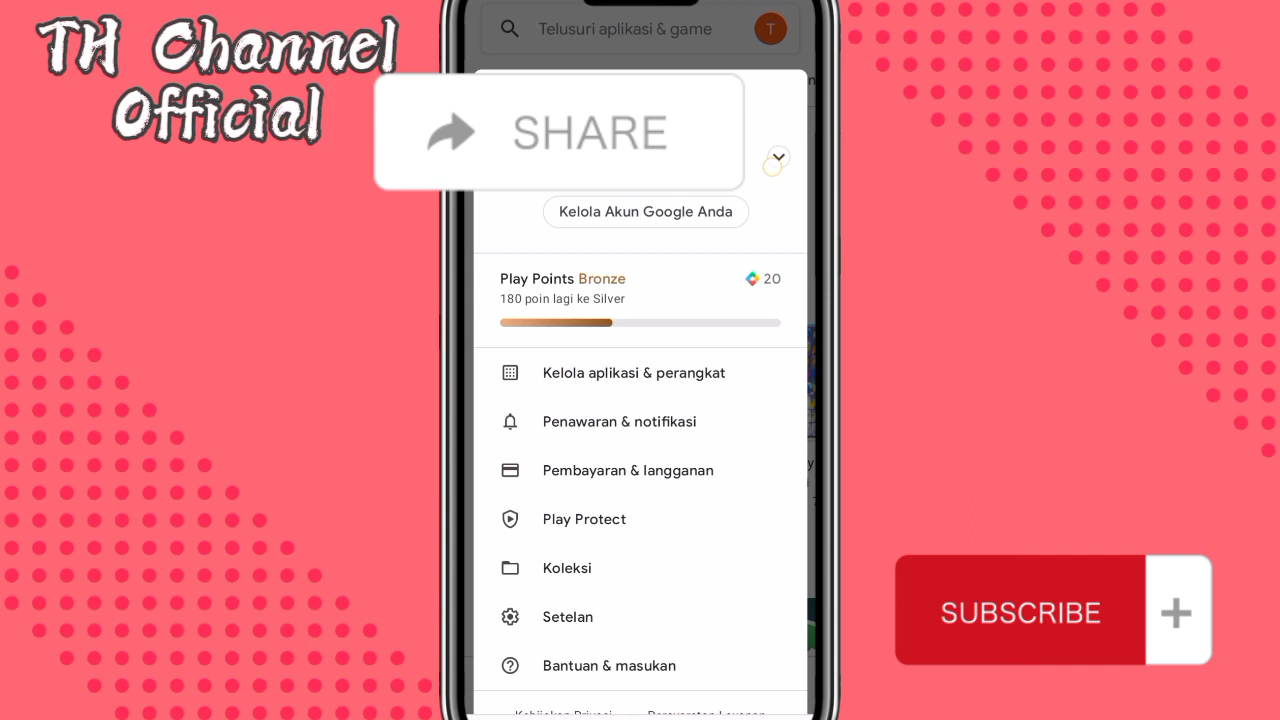 TH Channel
Official
Telusuri aplikasi & game
T
SHARE
Kelola Akun Google Anda
Play Points Bronze
20
180 poin lagi ke Silver
Kelola aplikasi & perangkat
Penawaran & notifikasi
Pembayaran & langganan
Play Protect
Koleksi
Setelan
SUBSCRIBE
Bantuan & masukan